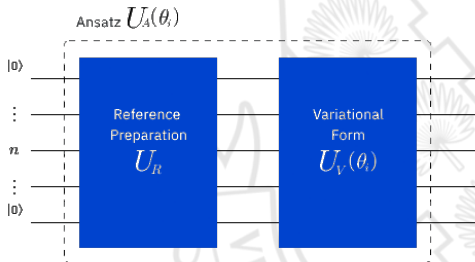 Ansatz U_A(θ_i)
|0⟩
⋮
n
⋮
|0⟩
Reference
Preparation
U_R
Variational
Form
U_V(θ_i)